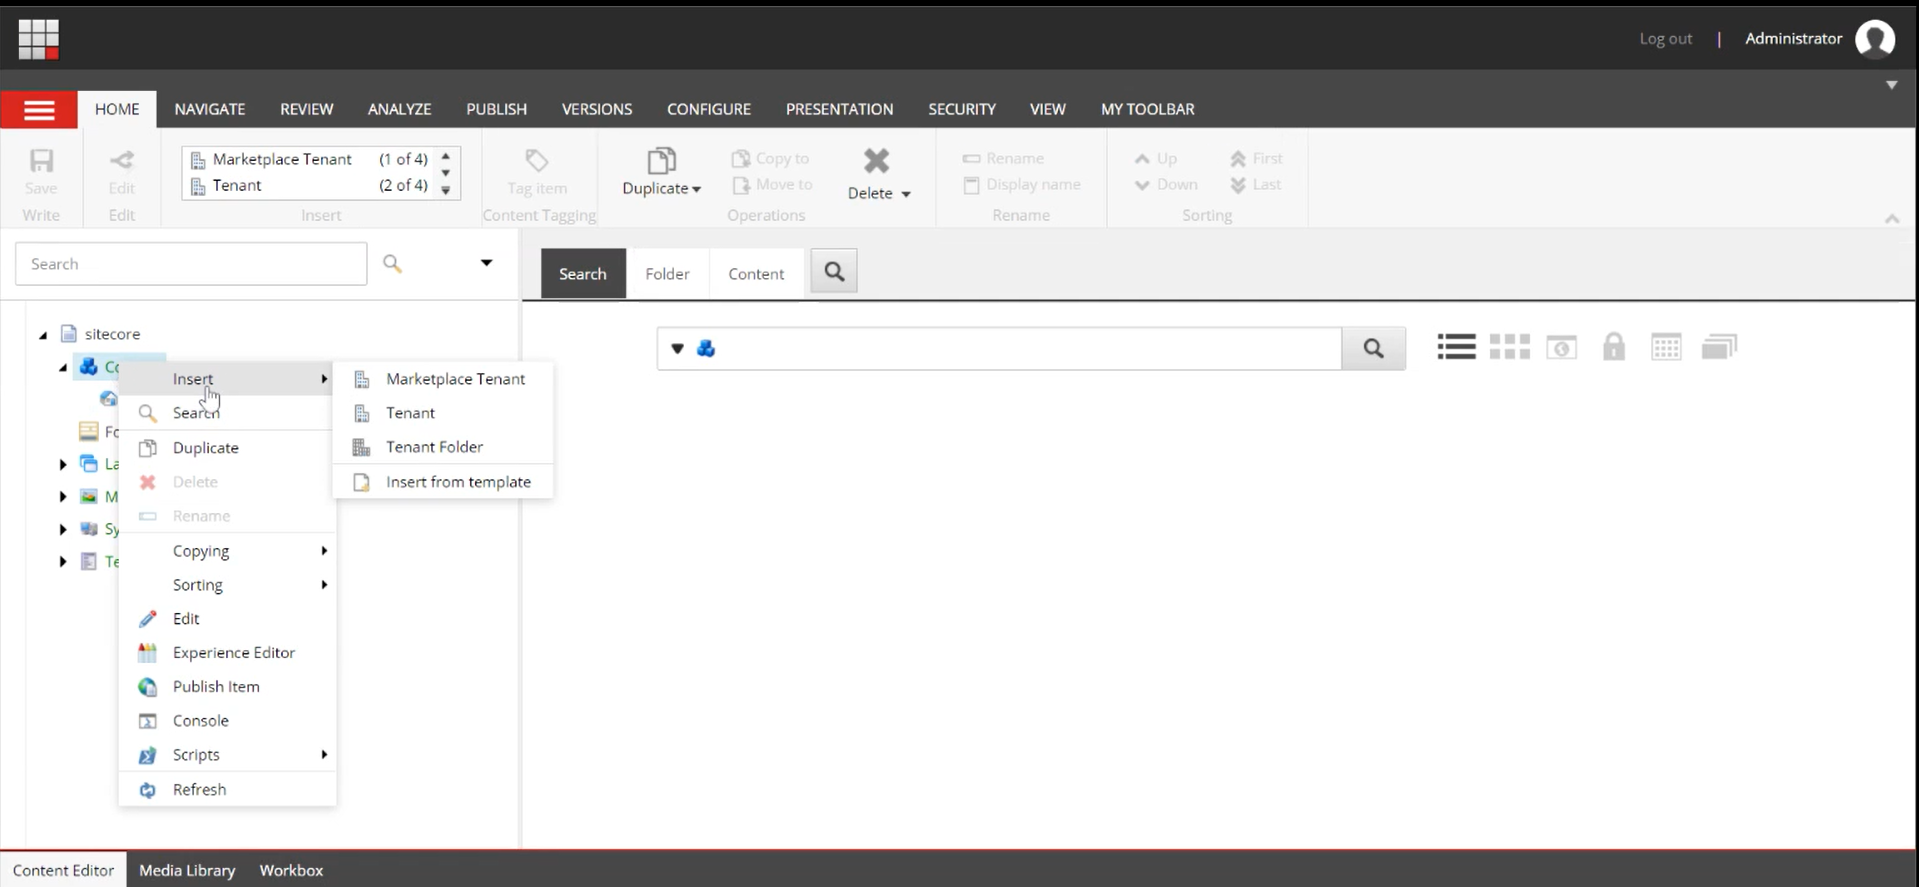 Log out | Administrator
HOME NAVIGATE REVIEW ANALYZE PUBLISH VERSIONS CONFIGURE PRESENTATION SECURITY VIEW MY TOOLBAR
Save
Write
Edit
Edit
Marketplace Tenant (1 of 4)
Tenant (2 of 4)
Insert
Tag item
Content Tagging
Duplicate
Copy to
Move to
Delete
Operations
Rename
Display name
Rename
Up
Down
First
Last
Sorting
Search
Search Folder Content
sitecore
Co
Fo
La
M
Sy
Te
Insert
Search
Duplicate
Delete
Rename
Copying
Sorting
Edit
Experience Editor
Publish Item
Console
Scripts
Refresh
Marketplace Tenant
Tenant
Tenant Folder
Insert from template
Content Editor Media Library Workbox